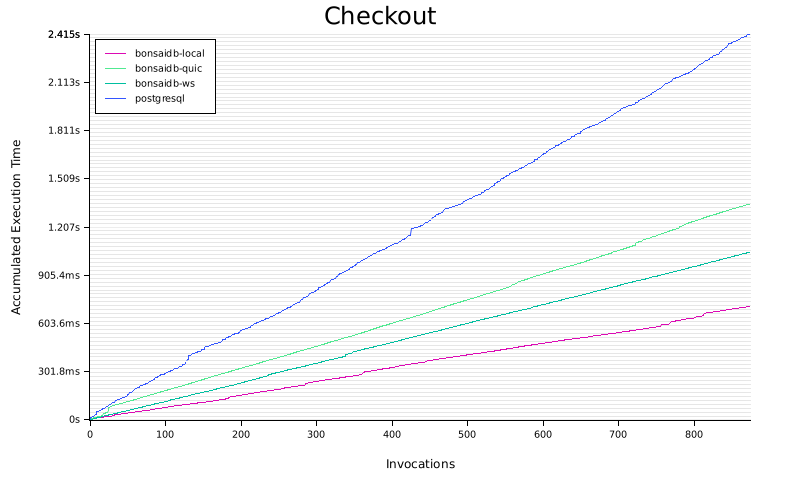 Checkout
2.415s
2.113s
1.811s
1.509s
1.207s
905.4ms
603.6ms
301.8ms
0s
bonsaidb-local
bonsaidb-quic
bonsaidb-ws
postgresql
Accumulated Execution Time
0 100 200 300 400 500 600 700 800
Invocations